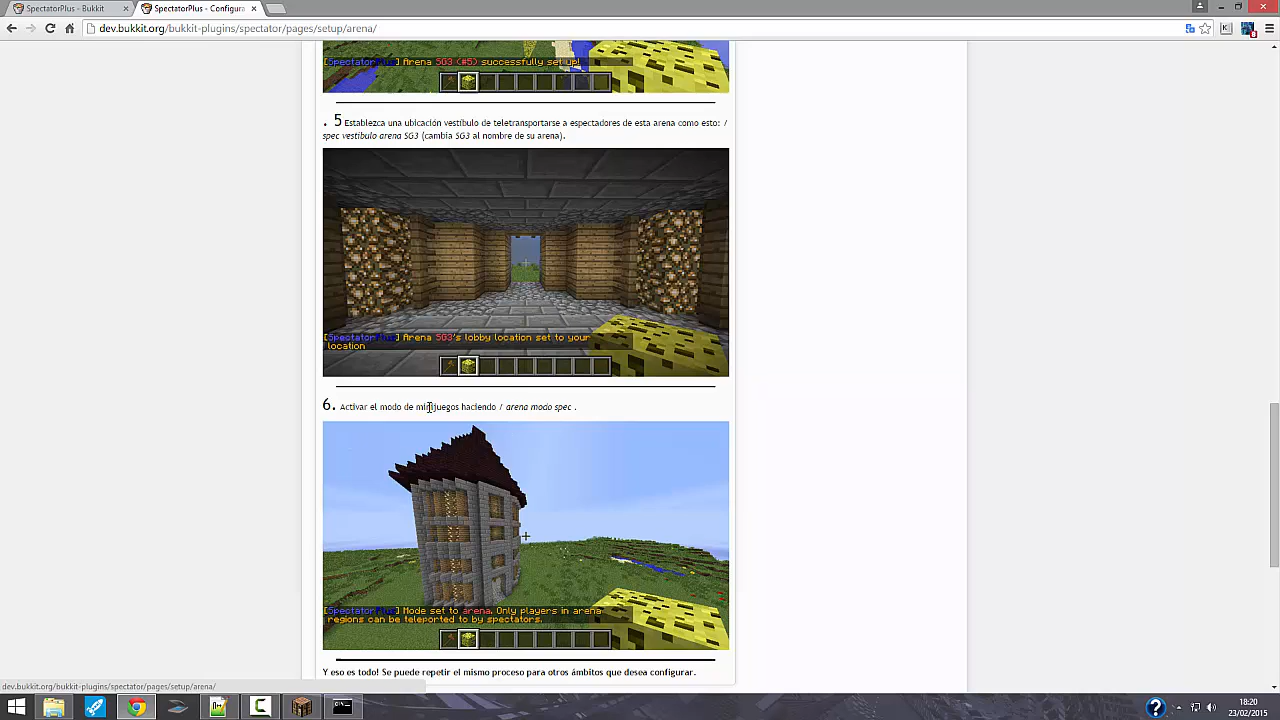 SpectatorPlus - Bukkit
SpectatorPlus - Configura
dev.bukkit.org/bukkit-plugins/spectator/pages/setup/arena/
[SpectatorPlus] Arena SG3 (#5) successfully set up!
. 5 Establezca una ubicación vestíbulo de teletransportarse a espectadores de esta arena como esto: /
spec vestíbulo arena SG3 (cambia SG3 al nombre de su arena).
[SpectatorPlus] Arena SG3's lobby location set to your
location
6. Activar el modo de minijuegos haciendo / arena modo spec .
[SpectatorPlus] Mode set to arena. Only players in arena
regions can be teleported to by spectators.
Y eso es todo! Se puede repetir el mismo proceso para otros ámbitos que desea configurar.
dev.bukkit.org/bukkit-plugins/spectator/pages/setup/arena/
18:20
23/02/2015